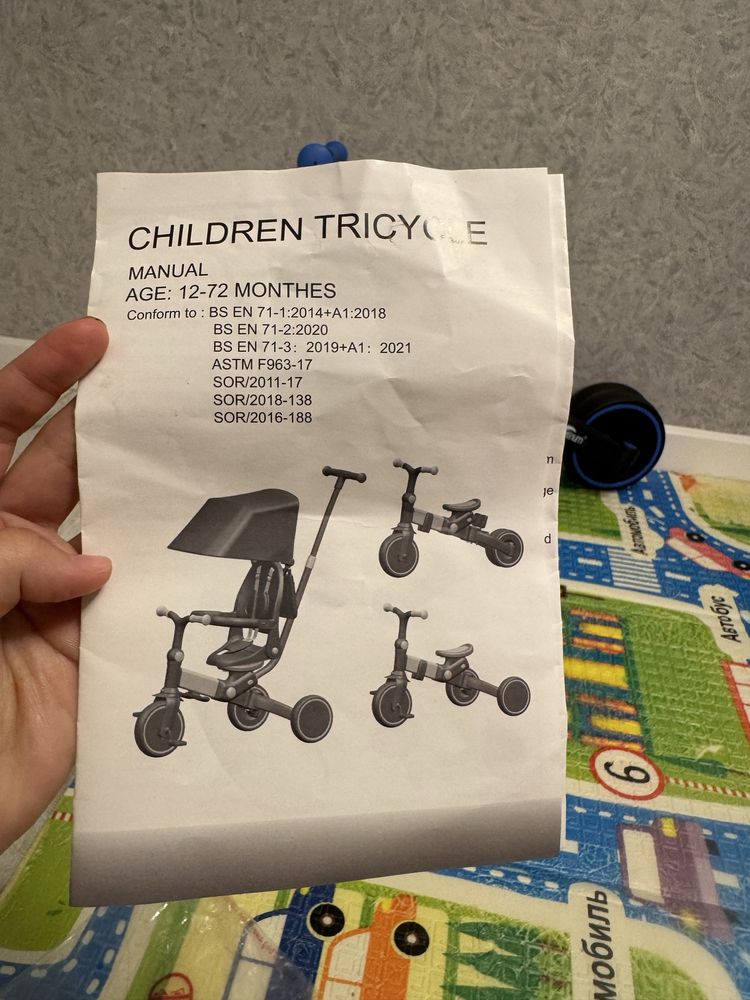 CHILDREN TRICYCLE
MANUAL
AGE: 12-72 MONTHES
Conform to : BS EN 71-1:2014+A1:2018
BS EN 71-2:2020
BS EN 71-3: 2019+A1: 2021
ASTM F963-17
SOR/2011-17
SOR/2018-138
SOR/2016-188
Автомобиль
Автобус
6
мобиль